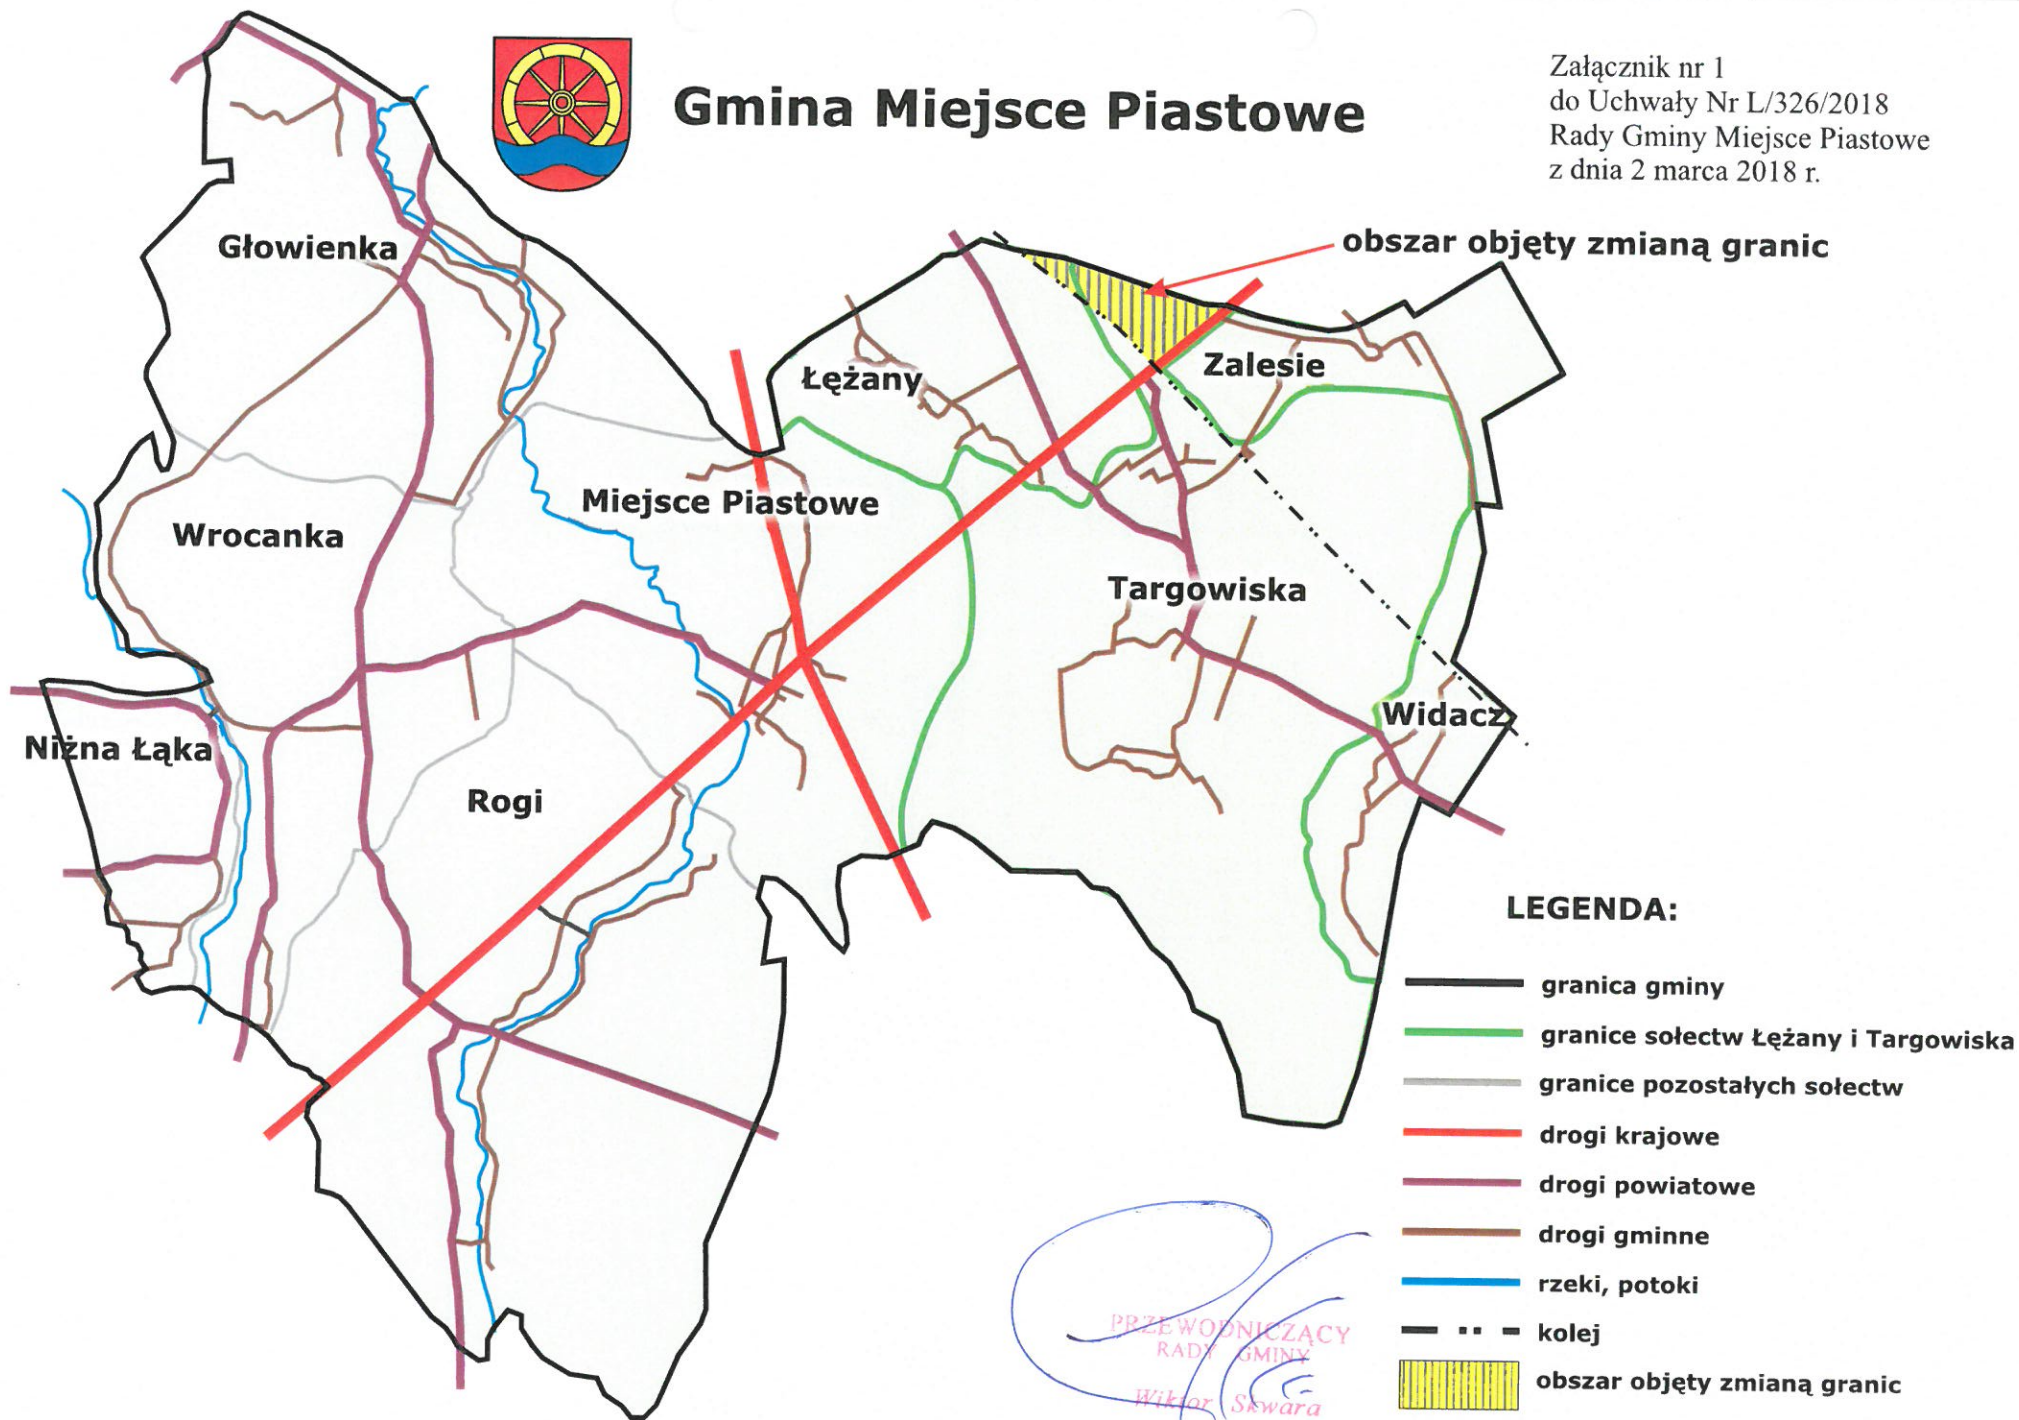 Gmina Miejsce Piastowe
Załącznik nr 1
do Uchwały Nr L/326/2018
Rady Gminy Miejsce Piastowe
z dnia 2 marca 2018 r.
obszar objęty zmianą granic
Głowienka
Łężany
Zalesie
Miejsce Piastowe
Wrocanka
Targowiska
Widacz
Niżna Łąka
Rogi
LEGENDA:
granica gminy
granice sołectw Łężany i Targowiska
granice pozostałych sołectw
drogi krajowe
drogi powiatowe
drogi gminne
rzeki, potoki
kolej
obszar objęty zmianą granic
PRZEWODNICZĄCY
RADY GMINY
Wiktor Skwara